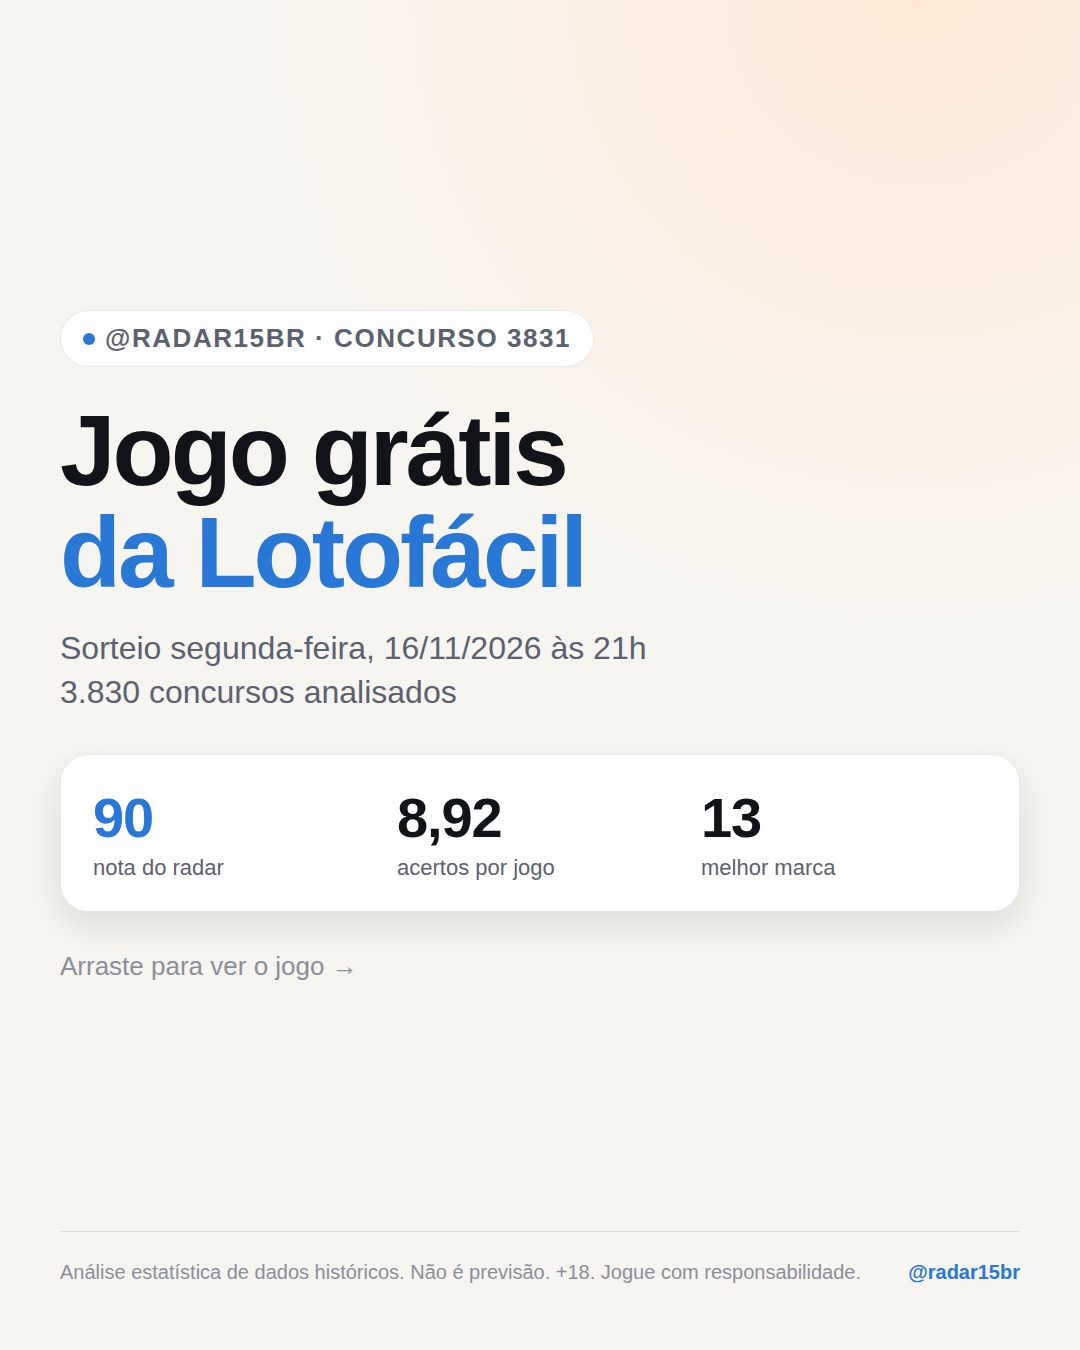 @RADAR15BR · CONCURSO 3831
Jogo grátis
da Lotofácil
Sorteio segunda-feira, 16/11/2026 às 21h
3.830 concursos analisados
90
nota do radar
8,92
acertos por jogo
13
melhor marca
Arraste para ver o jogo →
Análise estatística de dados históricos. Não é previsão. +18. Jogue com responsabilidade.
@radar15br